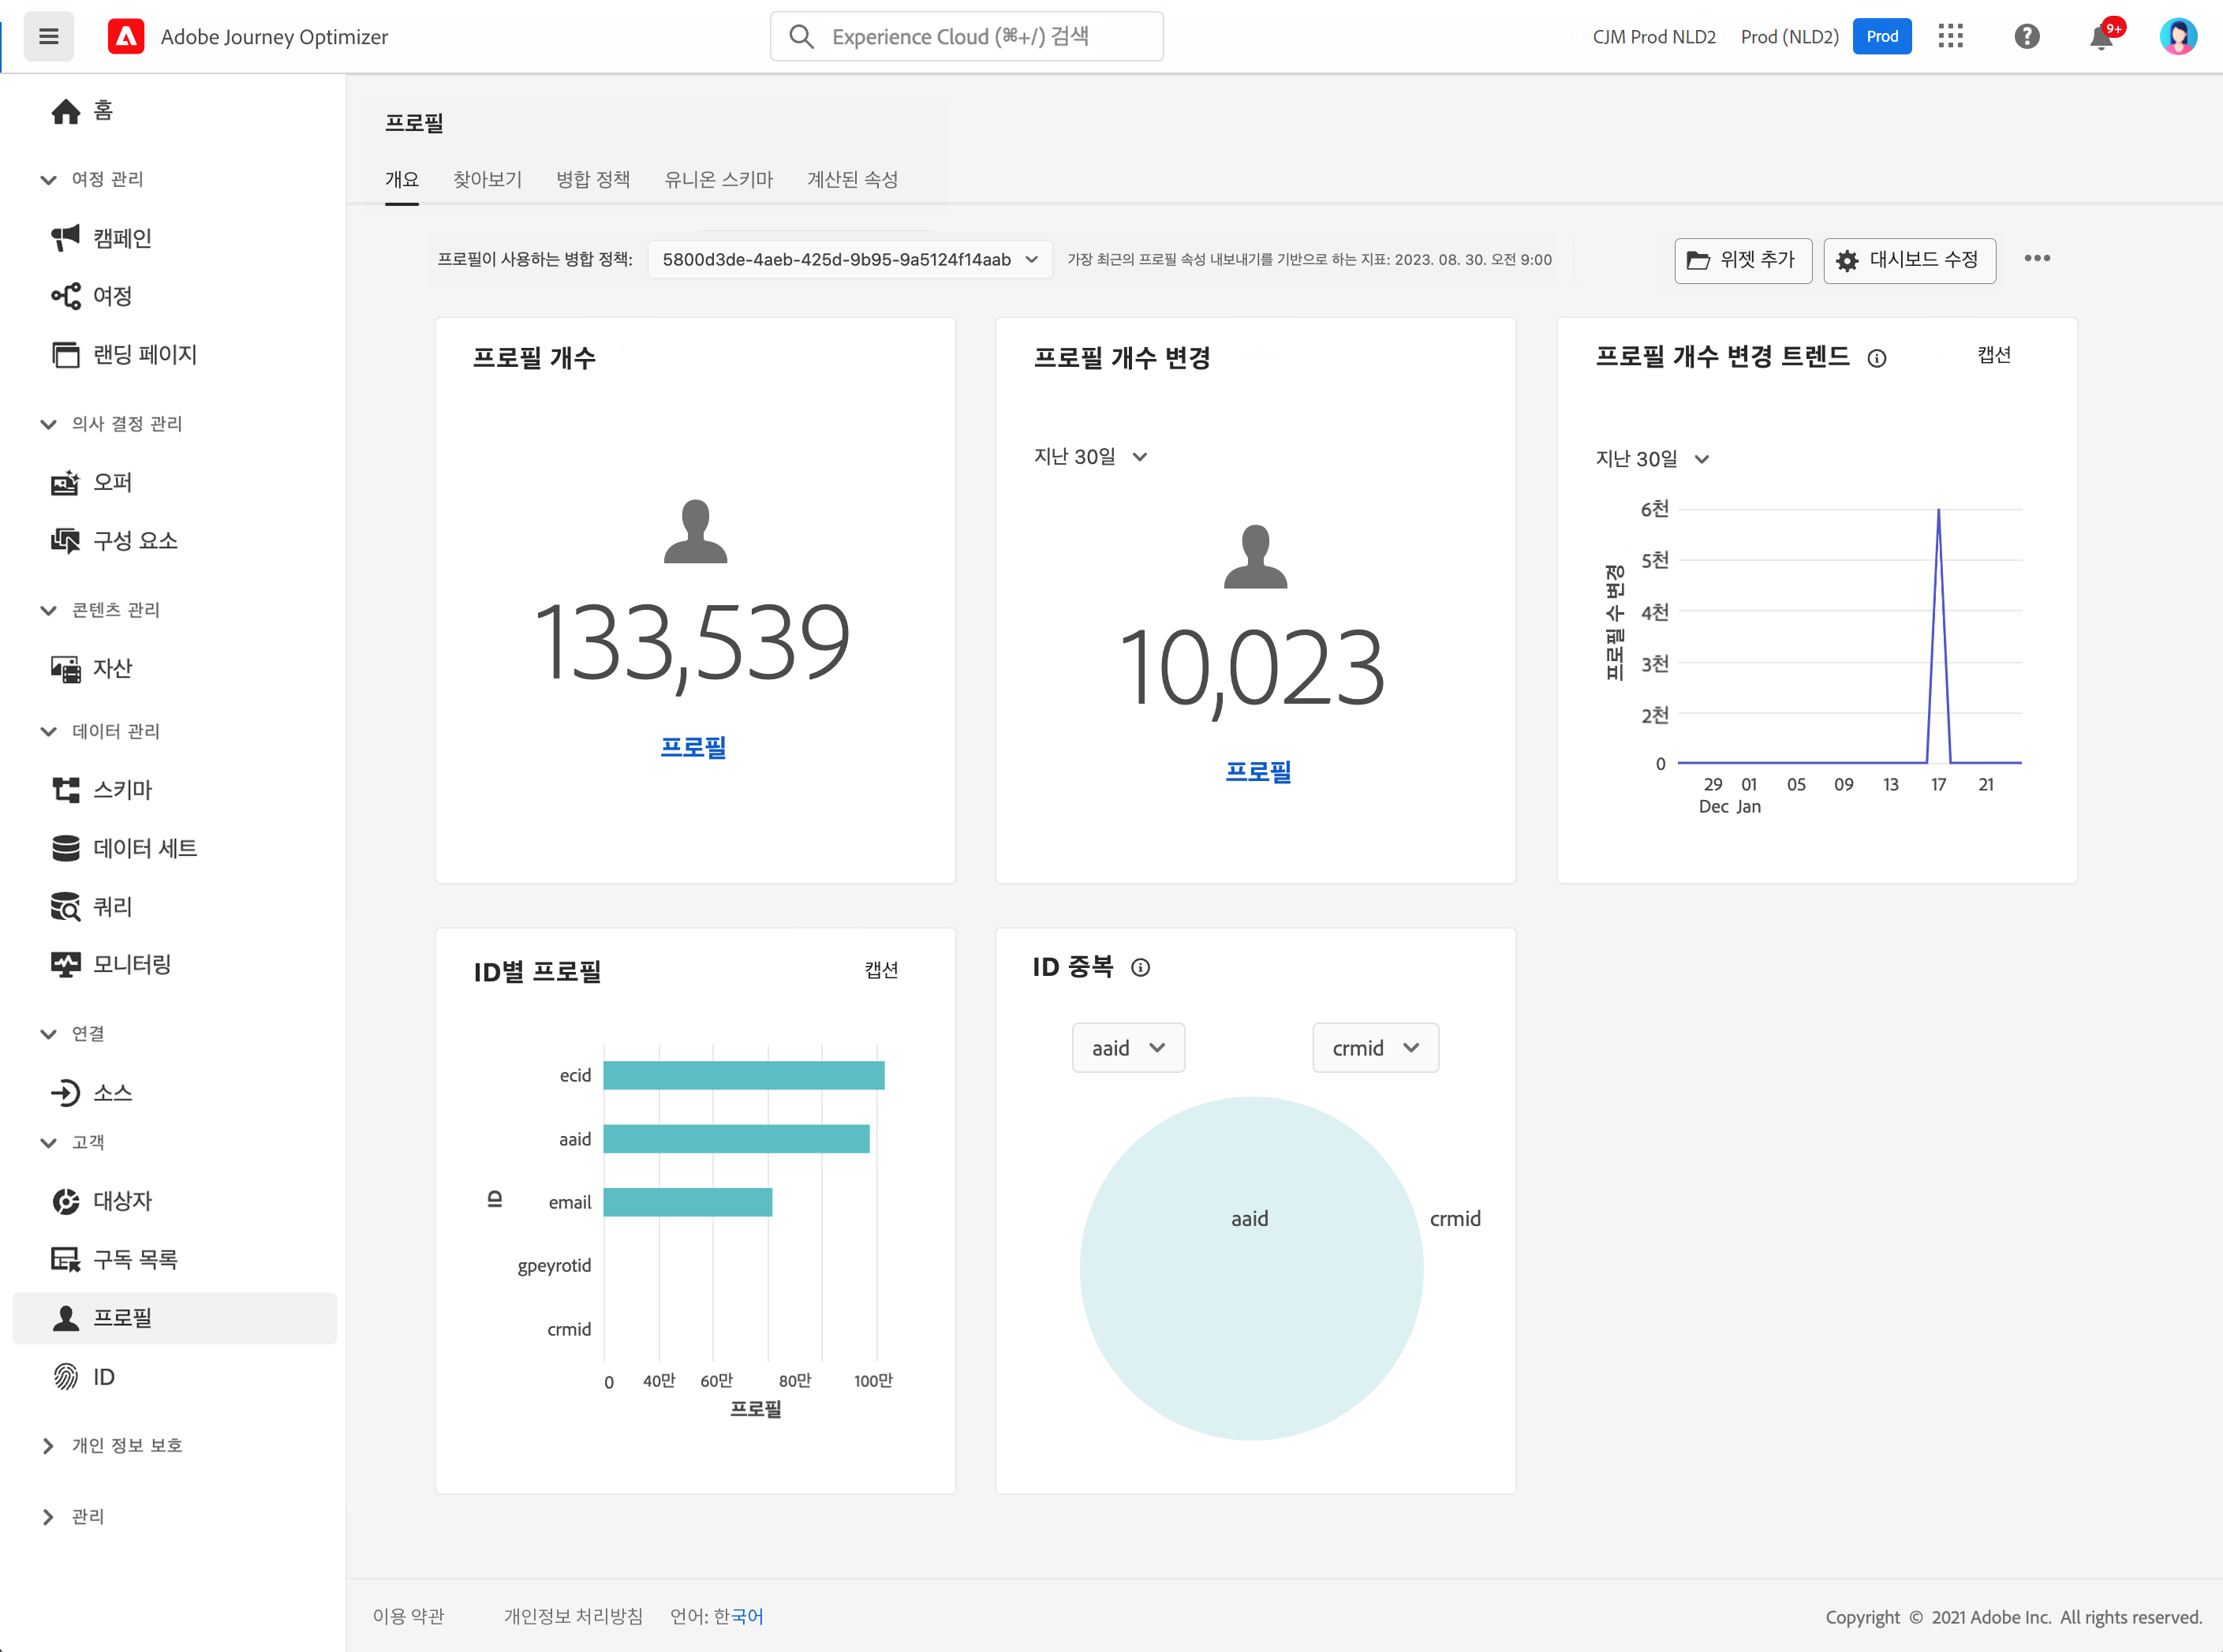 Adobe Journey Optimizer
Experience Cloud (⌘+/) 검색
CJM Prod NLD2
Prod (NLD2)
Prod
9+
홈
여정 관리
캠페인
여정
랜딩 페이지
의사 결정 관리
오퍼
구성 요소
콘텐츠 관리
자산
데이터 관리
스키마
데이터 세트
쿼리
모니터링
연결
소스
고객
대상자
구독 목록
프로필
ID
개인 정보 보호
관리
프로필
개요 찾아보기 병합 정책 유니온 스키마 계산된 속성
프로필이 사용하는 병합 정책: 5800d3de-4aeb-425d-9b95-9a5124f14aab 가장 최근의 프로필 속성 내보내기를 기반으로 하는 지표: 2023. 08. 30. 오전 9:00
위젯 추가
대시보드 수정
프로필 개수
133,539
프로필
프로필 개수 변경
지난 30일
10,023
프로필
프로필 개수 변경 트렌드
캡션
지난 30일
프로필 수 변경
6천
5천
4천
3천
2천
0
29 01 05 09 13 17 21
Dec Jan
ID별 프로필
캡션
ID
ecid
aaid
email
gpeyrotid
crmid
0 40만 60만 80만 100만
프로필
ID 중복
aaid
crmid
aaid
crmid
이용 약관 개인정보 처리방침 언어: 한국어
Copyright © 2021 Adobe Inc. All rights reserved.